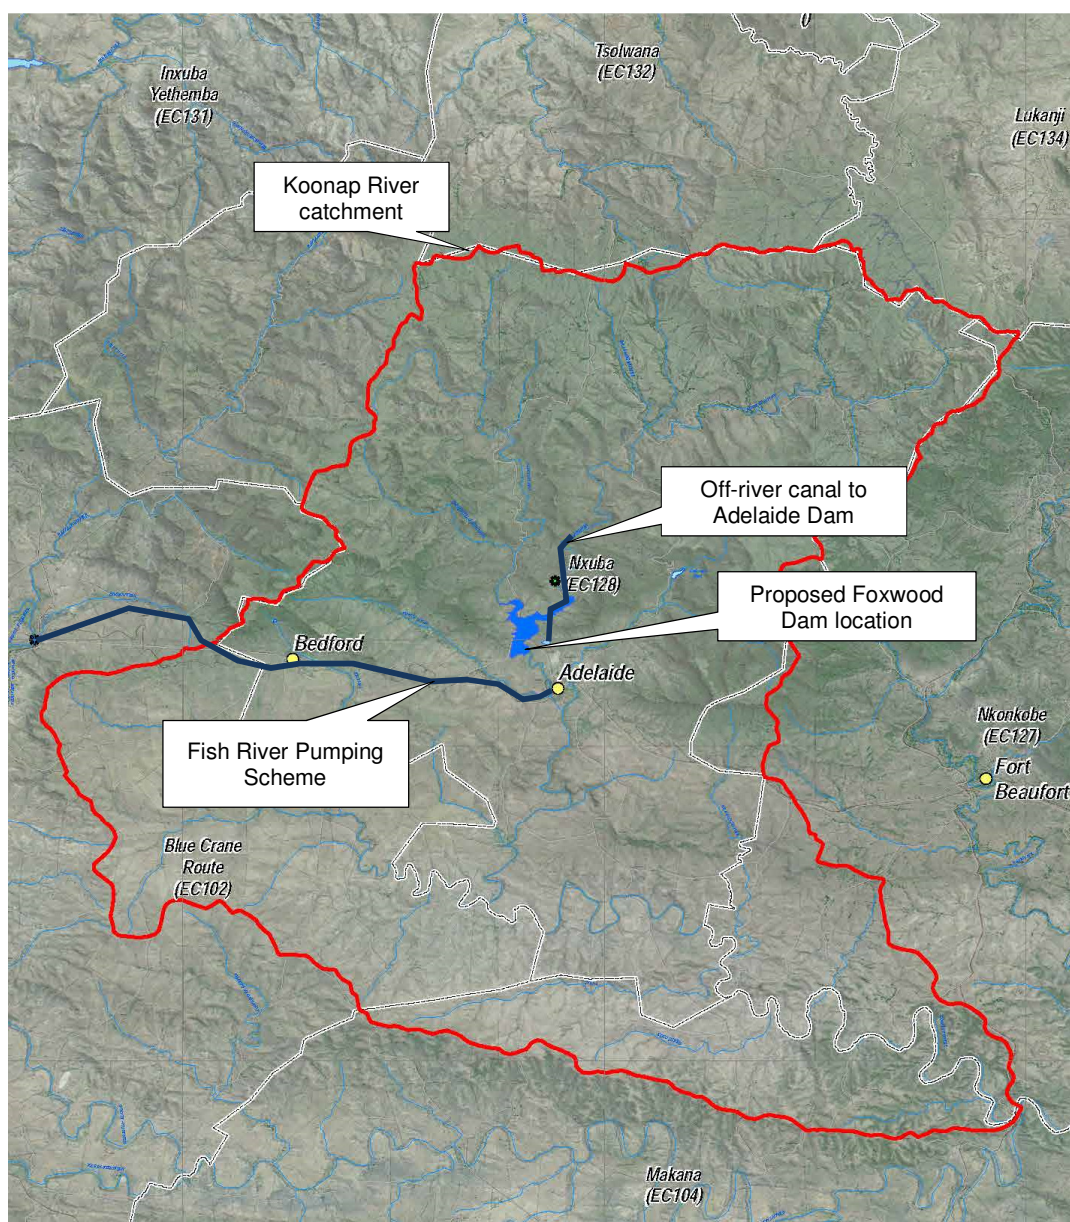 Tsolwana
(EC132)
Inxuba
Yethemba
(EC131)
Lukanji
(EC134)
Koonap River
catchment
Off-river canal to
Adelaide Dam
Nxuba
(EC128)
Proposed Foxwood
Dam location
Bedford
Adelaide
Nkonkobe
(EC127)
Fish River Pumping
Scheme
Fort
Beaufort
Blue Crane
Route
(EC102)
Makana
(EC104)